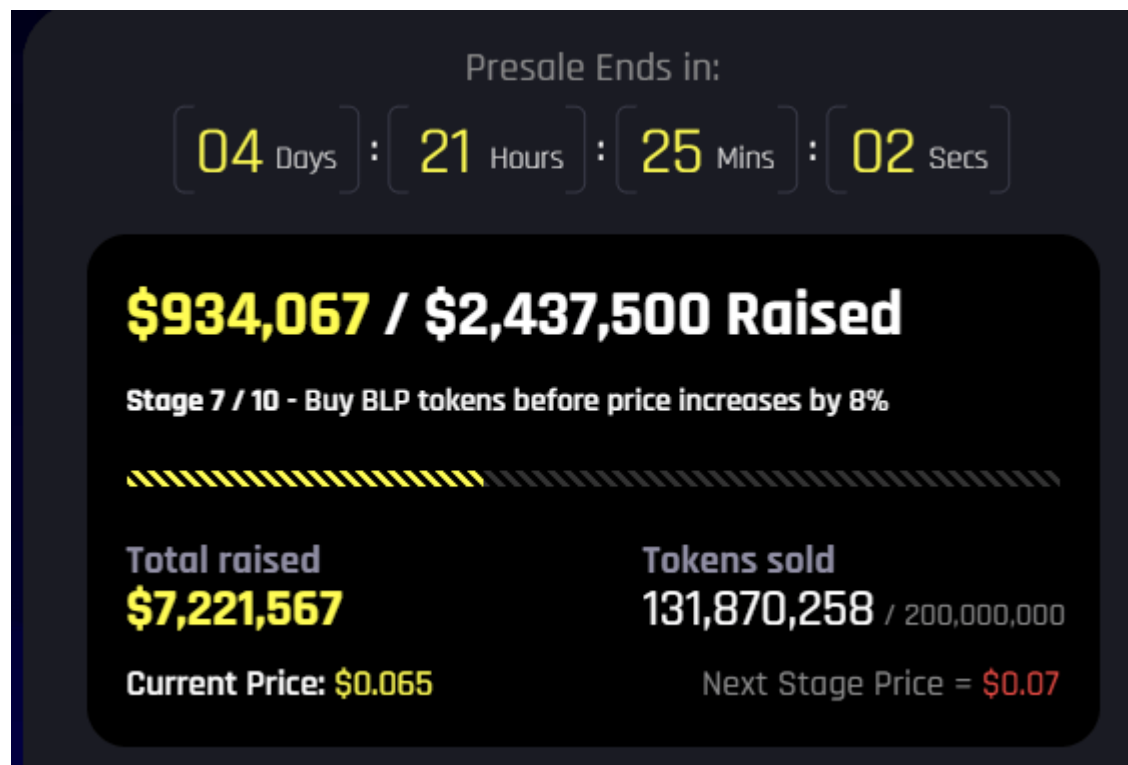 Presale Ends in:
04 Days : 21 Hours : 25 Mins : 02 Secs
$934,067 / $2,437,500 Raised
Stage 7 / 10 - Buy BLP tokens before price increases by 8%
Total raised
$7,221,567
Tokens sold
131,870,258 / 200,000,000
Current Price: $0.065
Next Stage Price = $0.07